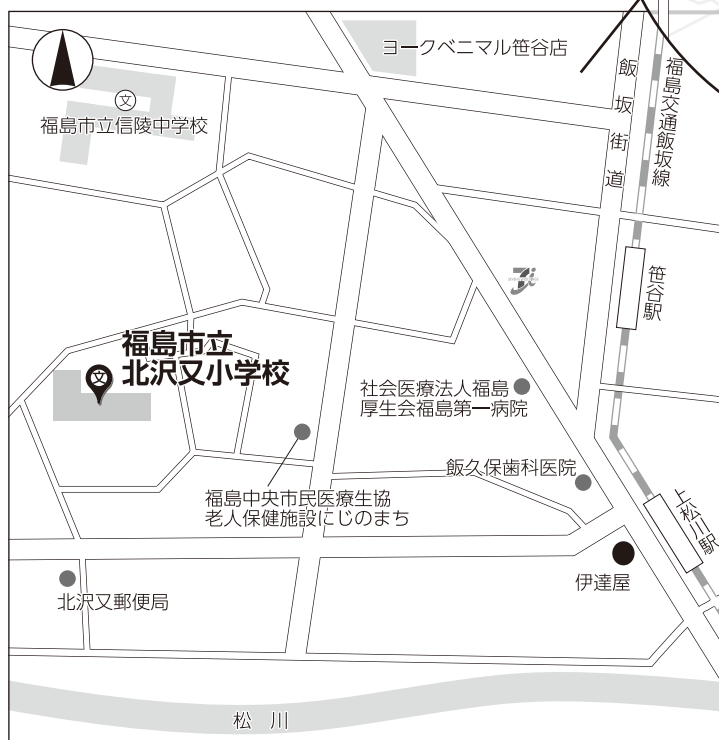 ヨークベニマル笹谷店
飯坂街道
福島交通飯坂線
文
福島市立信陵中学校
笹谷駅
福島市立
北沢又小学校
文
社会医療法人福島
厚生会福島第一病院
飯久保歯科医院
福島中央市民医療生協
老人保健施設にじのまち
上松川駅
伊達屋
北沢又郵便局
松 川